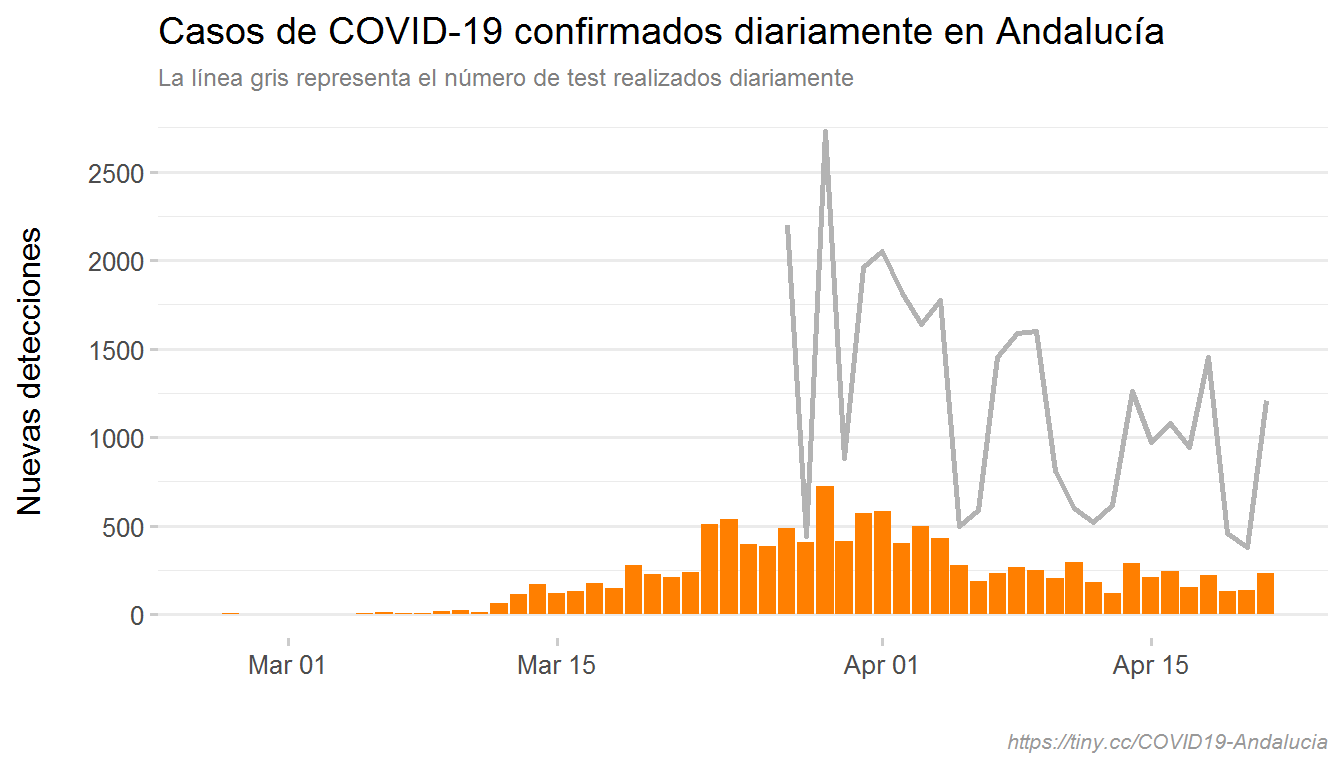 Casos de COVID-19 confirmados diariamente en Andalucía
La línea gris representa el número de test realizados diariamente
Nuevas detecciones
2500
2000
1500
1000
500
0
Mar 01 Mar 15 Apr 01 Apr 15
https://tiny.cc/COVID19-Andalucia